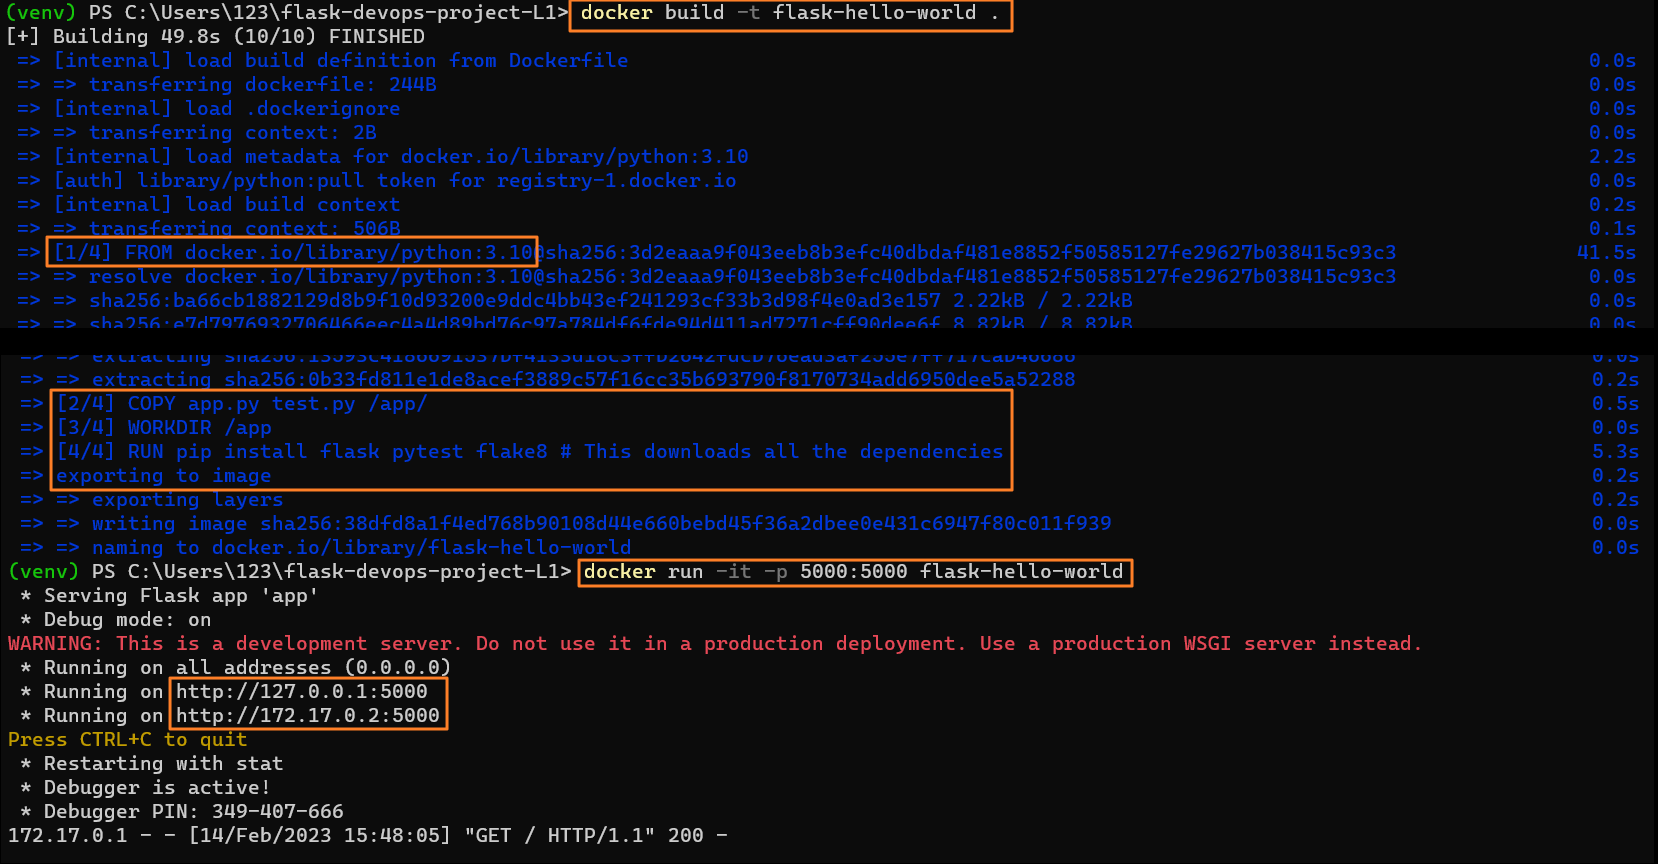 (venv) PS C:\Users\123\flask-devops-project-L1> docker build -t flask-hello-world .
[+] Building 49.8s (10/10) FINISHED
=> [internal] load build definition from Dockerfile 0.0s
=> => transferring dockerfile: 244B 0.0s
=> [internal] load .dockerignore 0.0s
=> => transferring context: 2B 0.0s
=> [internal] load metadata for docker.io/library/python:3.10 2.2s
=> [auth] library/python:pull token for registry-1.docker.io 0.0s
=> [internal] load build context 0.2s
=> => transferring context: 506B 0.1s
=> [1/4] FROM docker.io/library/python:3.10@sha256:3d2eaaa9f043eeb8b3efc40dbdaf481e8852f50585127fe29627b038415c93c3 41.5s
=> => resolve docker.io/library/python:3.10@sha256:3d2eaaa9f043eeb8b3efc40dbdaf481e8852f50585127fe29627b038415c93c3 0.0s
=> => sha256:ba66cb1882129d8b9f10d93200e9ddc4bb43ef241293cf33b3d98f4e0ad3e157 2.22kB / 2.22kB 0.0s
=> => 8.82kB / 8.82kB 0.0s
=> => extracting 0.0s
=> => extracting sha256:0b33fd811e1de8acef3889c57f16cc35b693790f8170734add6950dee5a52288 0.2s
=> [2/4] COPY app.py test.py /app/ 0.5s
=> [3/4] WORKDIR /app 0.0s
=> [4/4] RUN pip install flask pytest flake8 # This downloads all the dependencies 5.3s
=> exporting to image 0.2s
=> => exporting layers 0.2s
=> => writing image sha256:38dfd8a1f4ed768b90108d44e660bebd45f36a2dbee0e431c6947f80c011f939 0.0s
=> => naming to docker.io/library/flask-hello-world 0.0s
(venv) PS C:\Users\123\flask-devops-project-L1> docker run -it -p 5000:5000 flask-hello-world
* Serving Flask app 'app'
* Debug mode: on
WARNING: This is a development server. Do not use it in a production deployment. Use a production WSGI server instead.
* Running on all addresses (0.0.0.0)
* Running on http://127.0.0.1:5000
* Running on http://172.17.0.2:5000
Press CTRL+C to quit
* Restarting with stat
* Debugger is active!
* Debugger PIN: 349-407-666
172.17.0.1 - - [14/Feb/2023 15:48:05] "GET / HTTP/1.1" 200 -